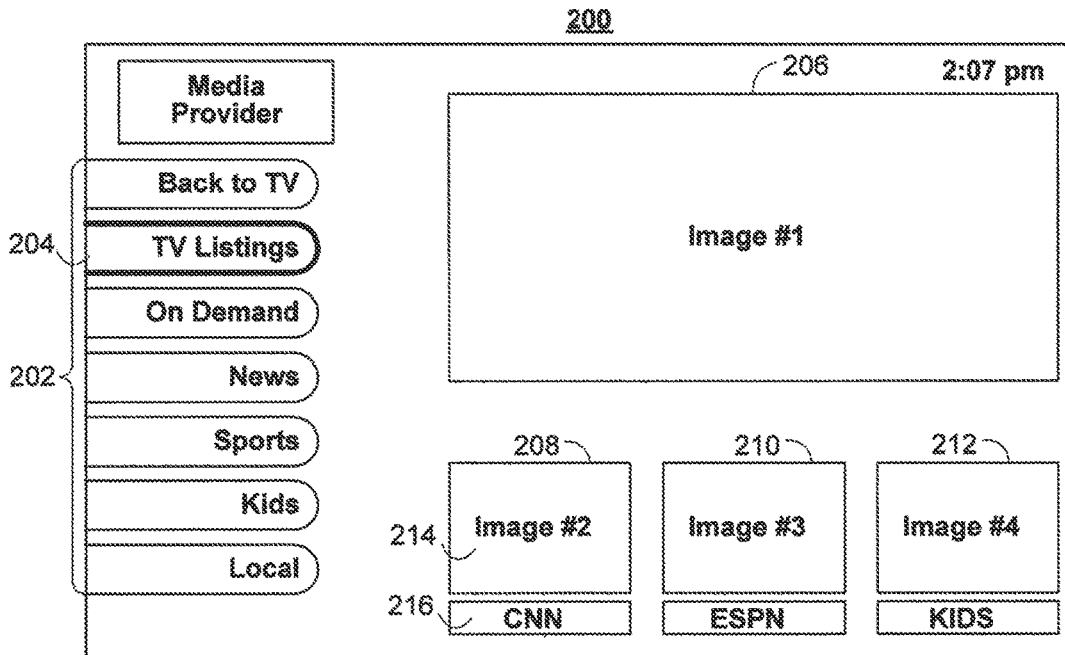 200
206
2:07 pm
Media
Provider
Back to TV
204
TV Listings
Image #1
On Demand
202
News
Sports
208
210
212
Kids
214
Image #2
Image #3
Image #4
Local
216
CNN
ESPN
KIDS